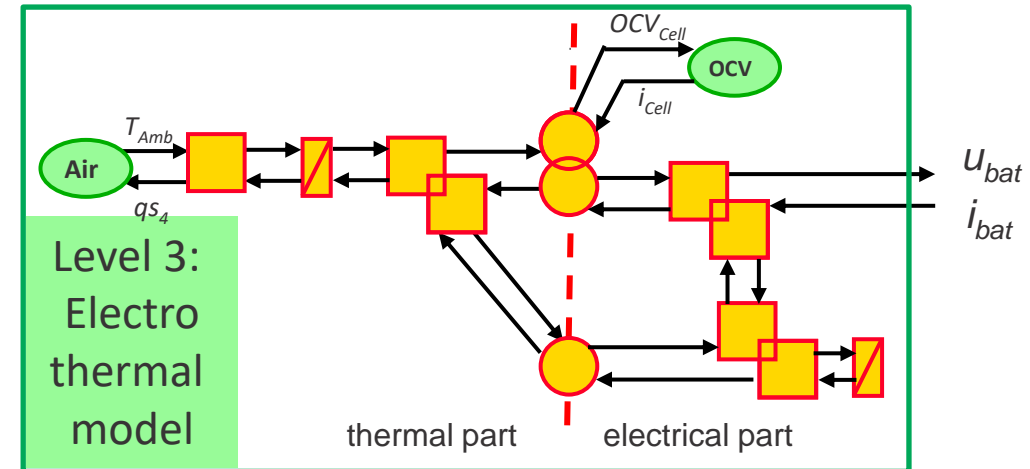 OCV_Cell
OCV
i_Cell
T_Amb
Air
qs_4
u_bat
i_bat
Level 3:
Electro
thermal
model
thermal part
electrical part